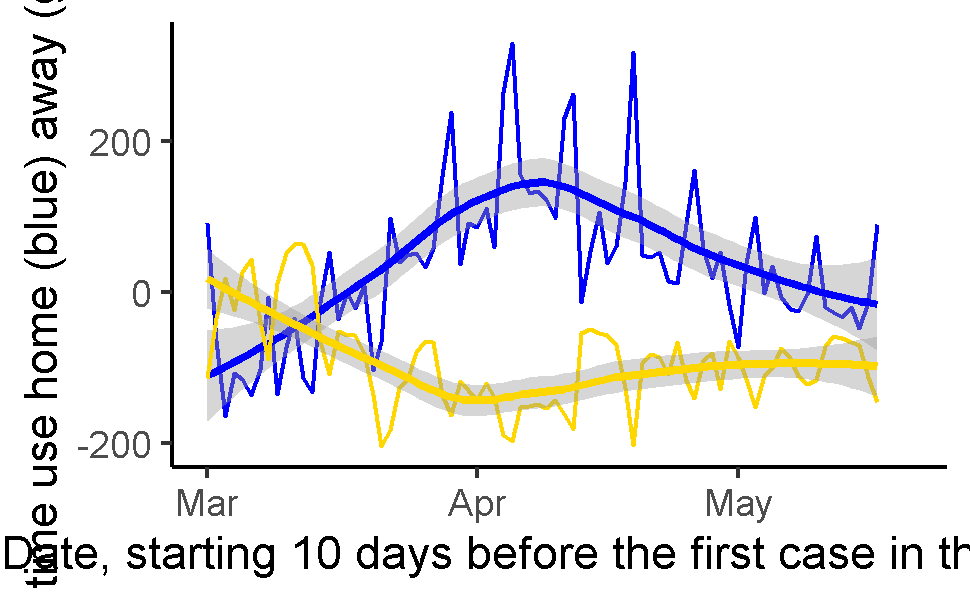 time use home (blue) away (
200
0
-200
Mar Apr May
Date, starting 10 days before the first case in th